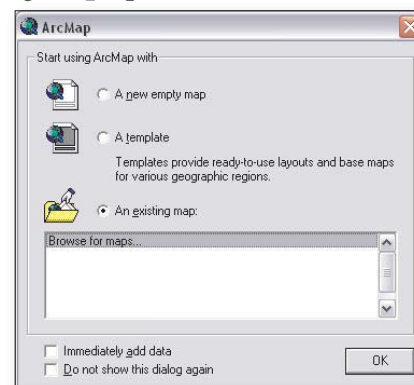 ArcMap
Start using ArcMap with
A new empty map
A template
Templates provide ready-to-use layouts and base maps
for various geographic regions.
An existing map:
Browse for maps...
Immediately add data
Do not show this dialog again
OK